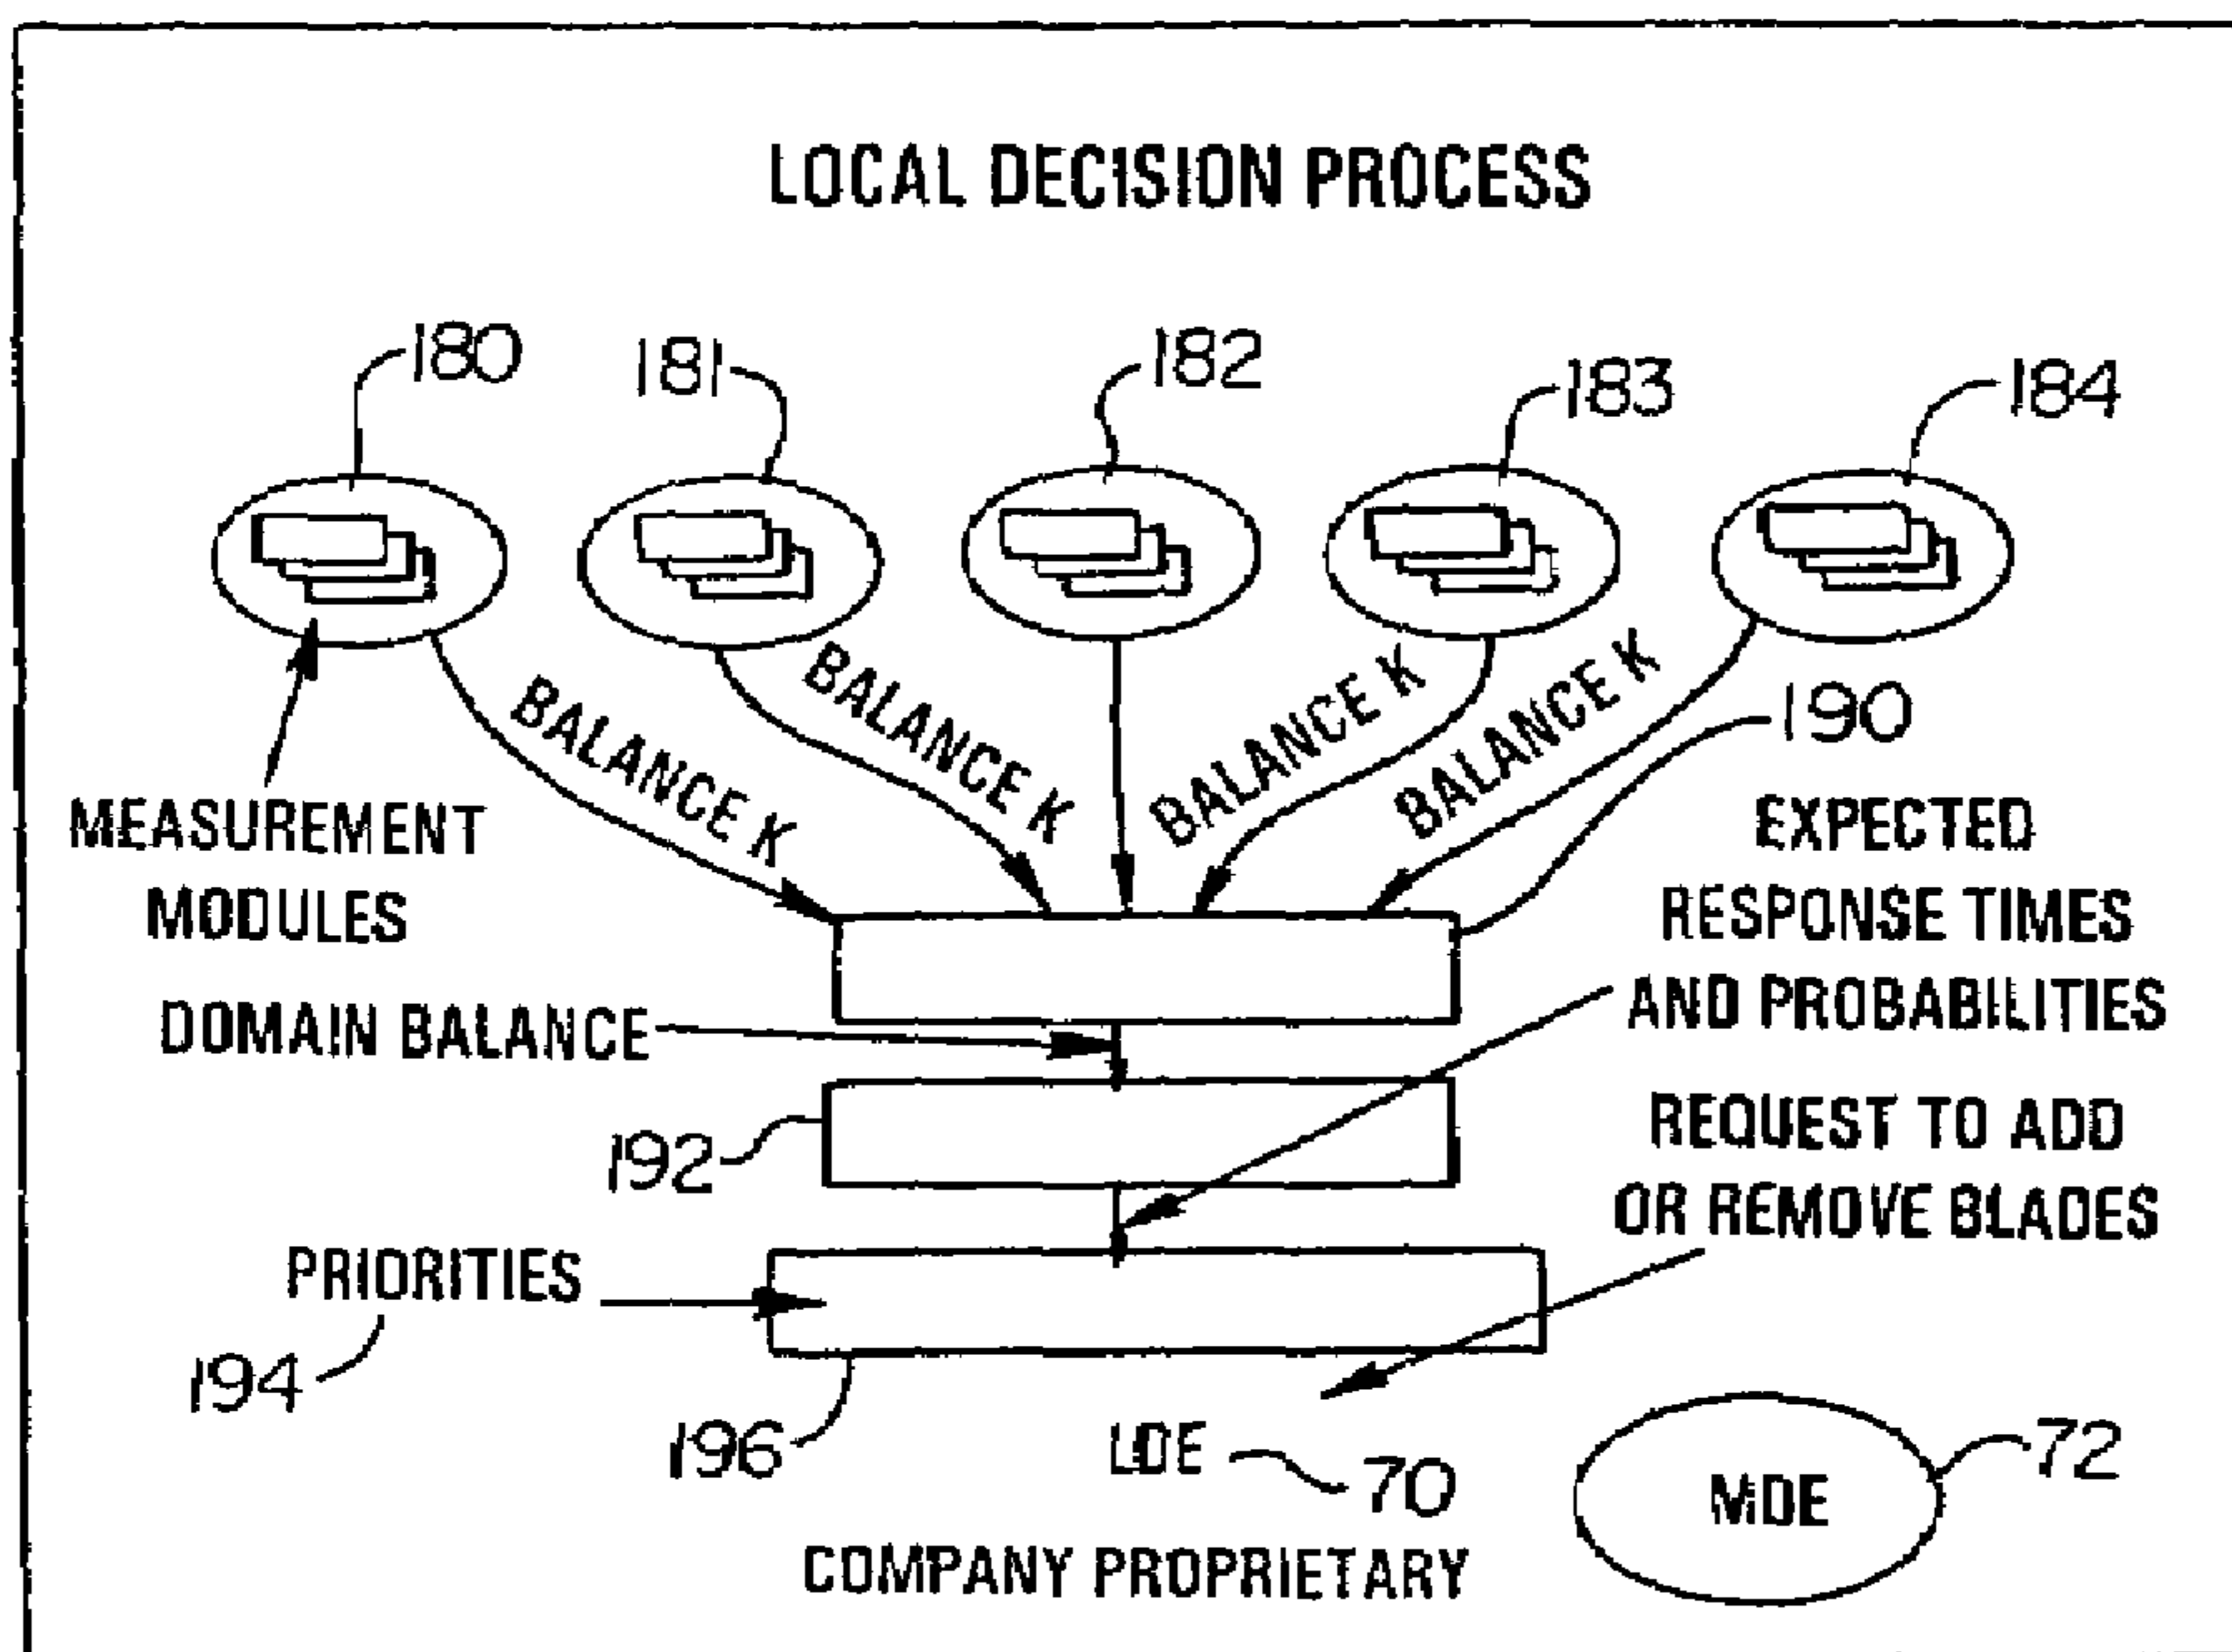 LOCAL DECISION PROCESS
180
181
182
183
184
BALANCE K
BALANCE K
BALANCE K
BALANCE K
190
MEASUREMENT
MODULES
EXPECTED
RESPONSE TIMES
AND PROBABILITIES
DOMAIN BALANCE
192
REQUEST TO ADD
OR REMOVE BLADES
PRIORITIES
194
196
LDE
70
MDE
72
COMPANY PROPRIETARY